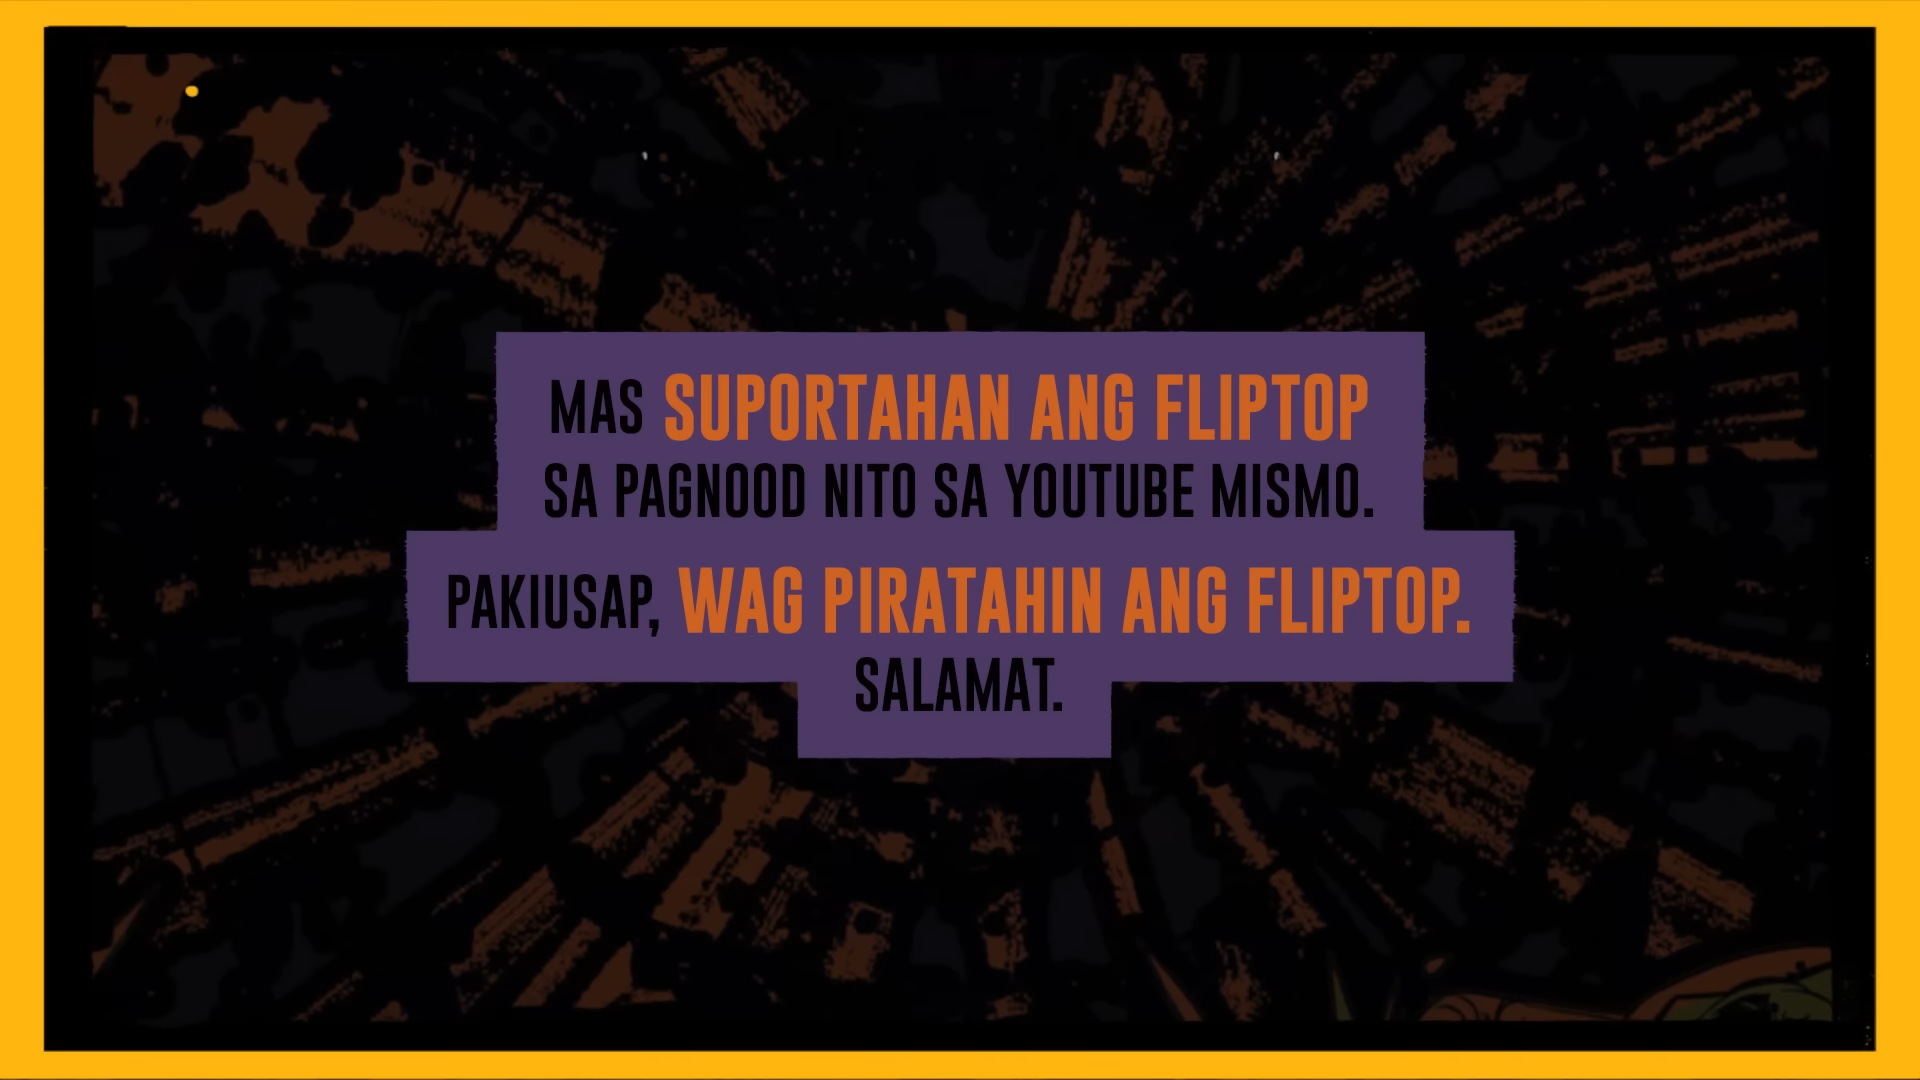 MAS SUPORTAHAN ANG FLIPTOP
SA PAGNOOD NITO SA YOUTUBE MISMO.
PAKIUSAP, WAG PIRATAHIN ANG FLIPTOP.
SALAMAT.